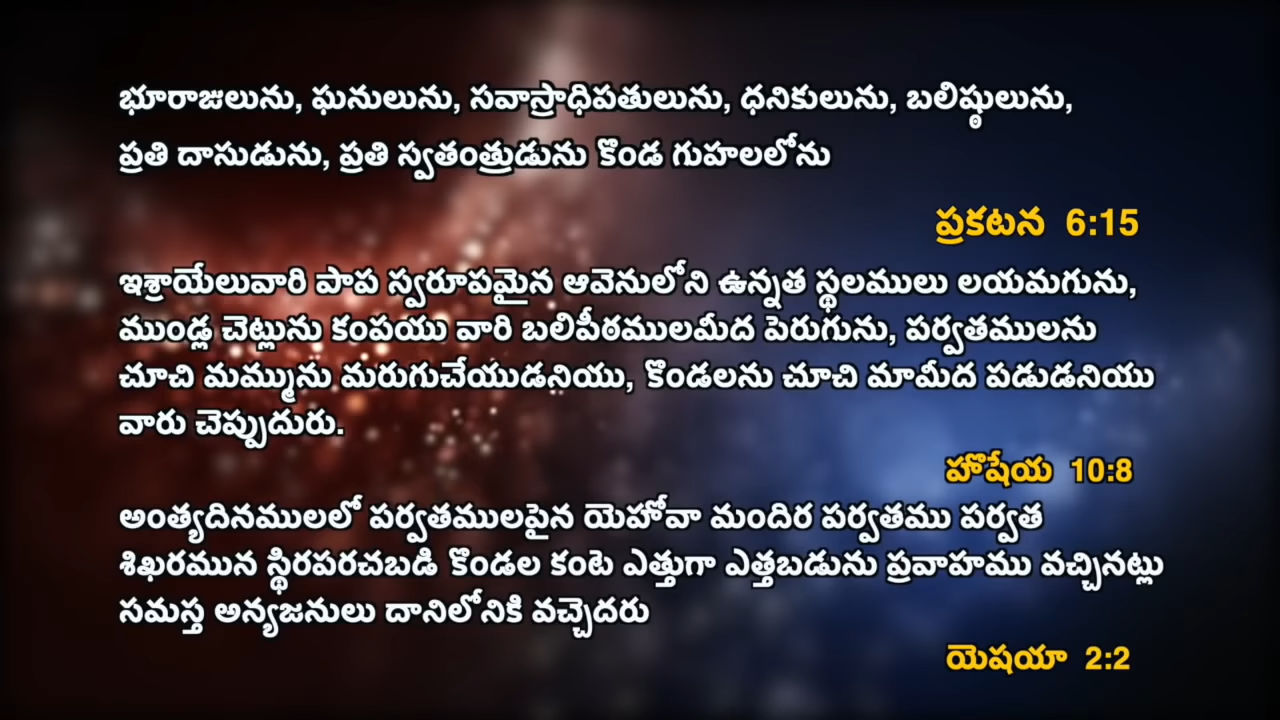 భూరాజులును, ఘనులును, సవాస్రాధిపతులును, ధనికులును, బలిష్ఠులును,
ప్రతి దాసుడును, ప్రతి స్వతంత్రుడును కొండ గుహలలోను
ప్రకటన 6:15
ఇశ్రాయేలువారి పాప స్వరూపమైన ఆవెనులోని ఉన్నత స్థలములు లయమగును,
ముండ్ల చెట్లును కంపయు వారి బలిపీఠములమీద పెరుగును, పర్వతములను
చూచి మమ్మును మరుగుచేయుడనియు, కొండలను చూచి మామీద పడుడనియు
వారు చెప్పుదురు.
హొషేయ 10:8
అంత్యదినములలో పర్వతములపైన యెహోవా మందిర పర్వతము పర్వత
శిఖరమున స్థిరపరచబడి కొండల కంటె ఎత్తుగా ఎత్తబడును ప్రవాహము వచ్చినట్లు
సమస్త అన్యజనులు దానిలోనికి వచ్చెదరు
యెషయా 2:2